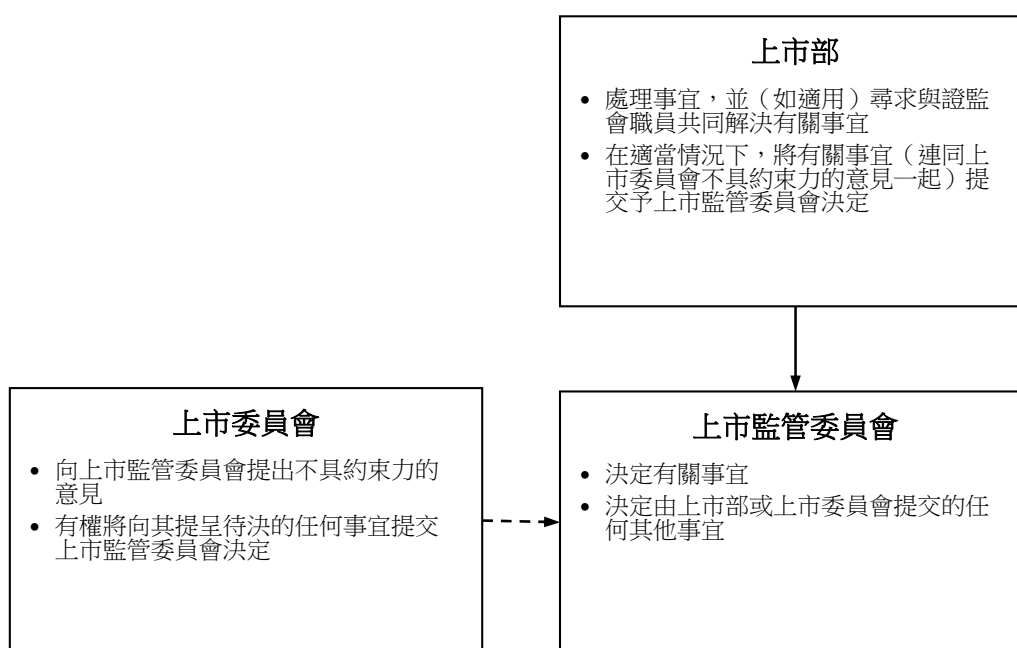 上市部
• 處理事宜，並（如適用）尋求與證監
會職員共同解決有關事宜
• 在適當情況下，將有關事宜（連同上
市委員會不具約束力的意見一起）提
交予上市監管委員會決定
上市委員會
• 向上市監管委員會提出不具約束力的
意見
• 有權將向其提呈待決的任何事宜提交
上市監管委員會決定
上市監管委員會
• 決定有關事宜
• 決定由上市部或上市委員會提交的任
何其他事宜